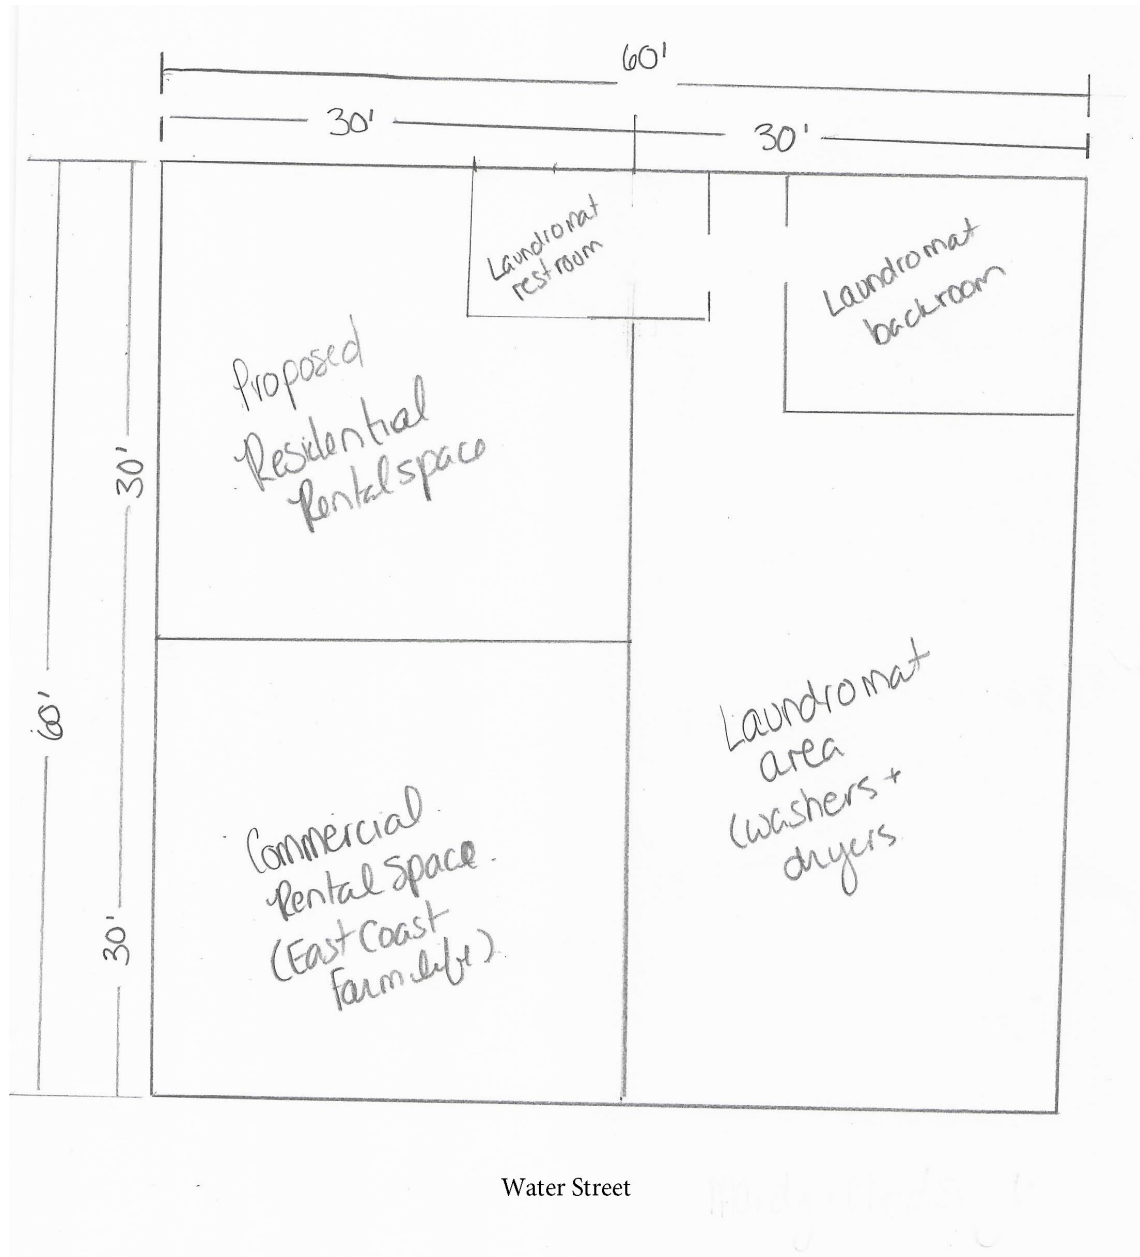 60'
30'
30'
Laundromat
restroom
Laundromat
backroom
Proposed
Residential
Rental space
30'
60'
Laundromat
area
(washers +
dryers
Commercial
Rental Space
(East Coast
Farm life)
30'
Water Street